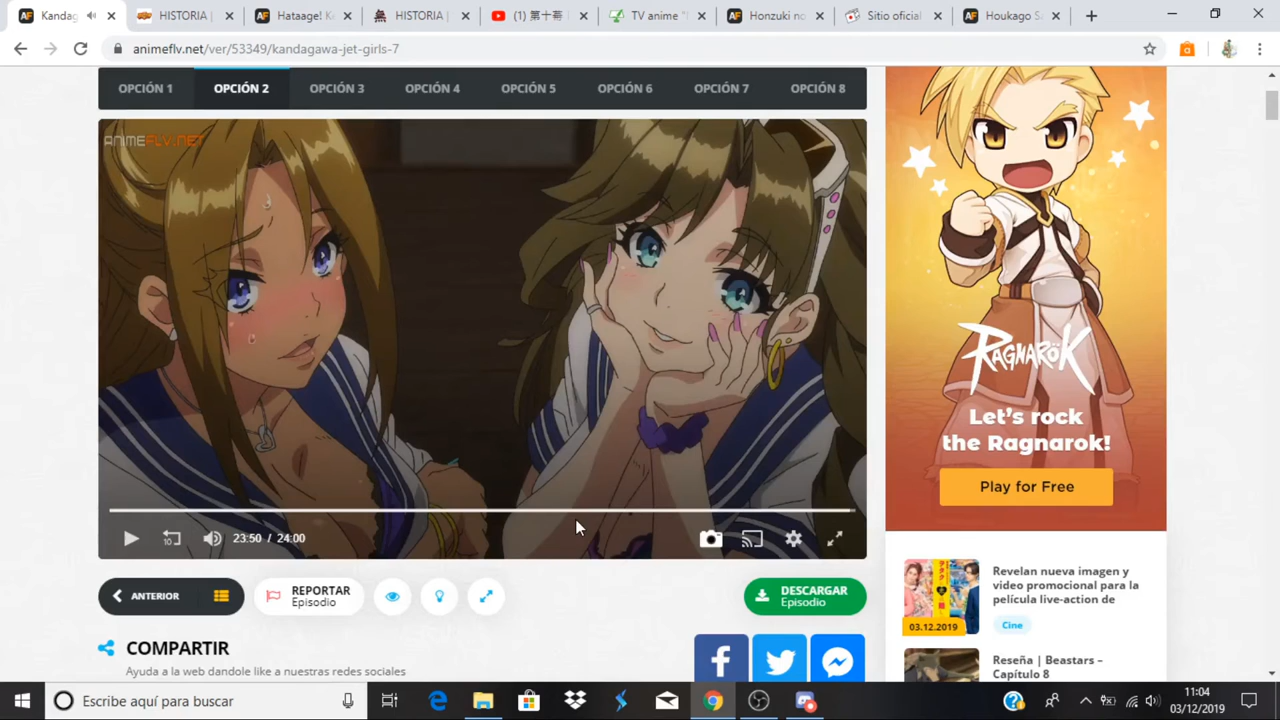 Kandag
HISTORIA |
Hataage! Ke
HISTORIA |
(1) 第十蕃
TV anime "
Honzuki no
Sitio oficial
Houkago S
animeflv.net/ver/53349/kandagawa-jet-girls-7
OPCIÓN 1
OPCIÓN 2
OPCIÓN 3
OPCIÓN 4
OPCIÓN 5
OPCIÓN 6
OPCIÓN 7
OPCIÓN 8
ANIMEFLV.NET
10
23:50 / 24:00
RAGNARÖK
Let's rock
the Ragnarok!
Play for Free
ANTERIOR
REPORTAR
Episodio
DESCARGAR
Episodio
COMPARTIR
Ayuda a la web dandole like a nuestras redes sociales
Revelan nueva imagen y
video promocional para la
película live-action de
03.12.2019
Cine
Reseña | Beastars –
Capítulo 8
Escribe aquí para buscar
11:04
03/12/2019